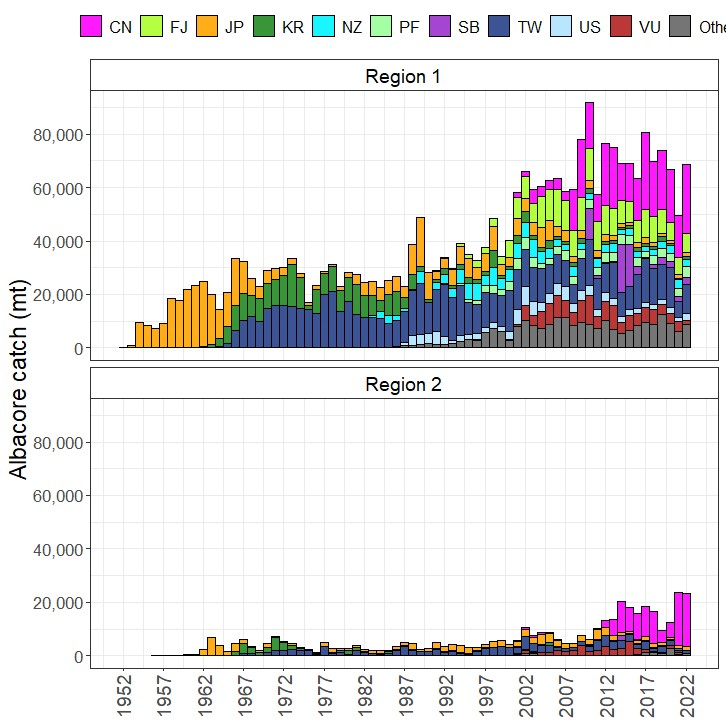 CN FJ JP KR NZ PF SB TW US VU Othe
Region 1
80,000
60,000
40,000
20,000
0
Albacore catch (mt)
Region 2
80,000
60,000
40,000
20,000
0
1952 1957 1962 1967 1972 1977 1982 1987 1992 1997 2002 2007 2012 2017 2022